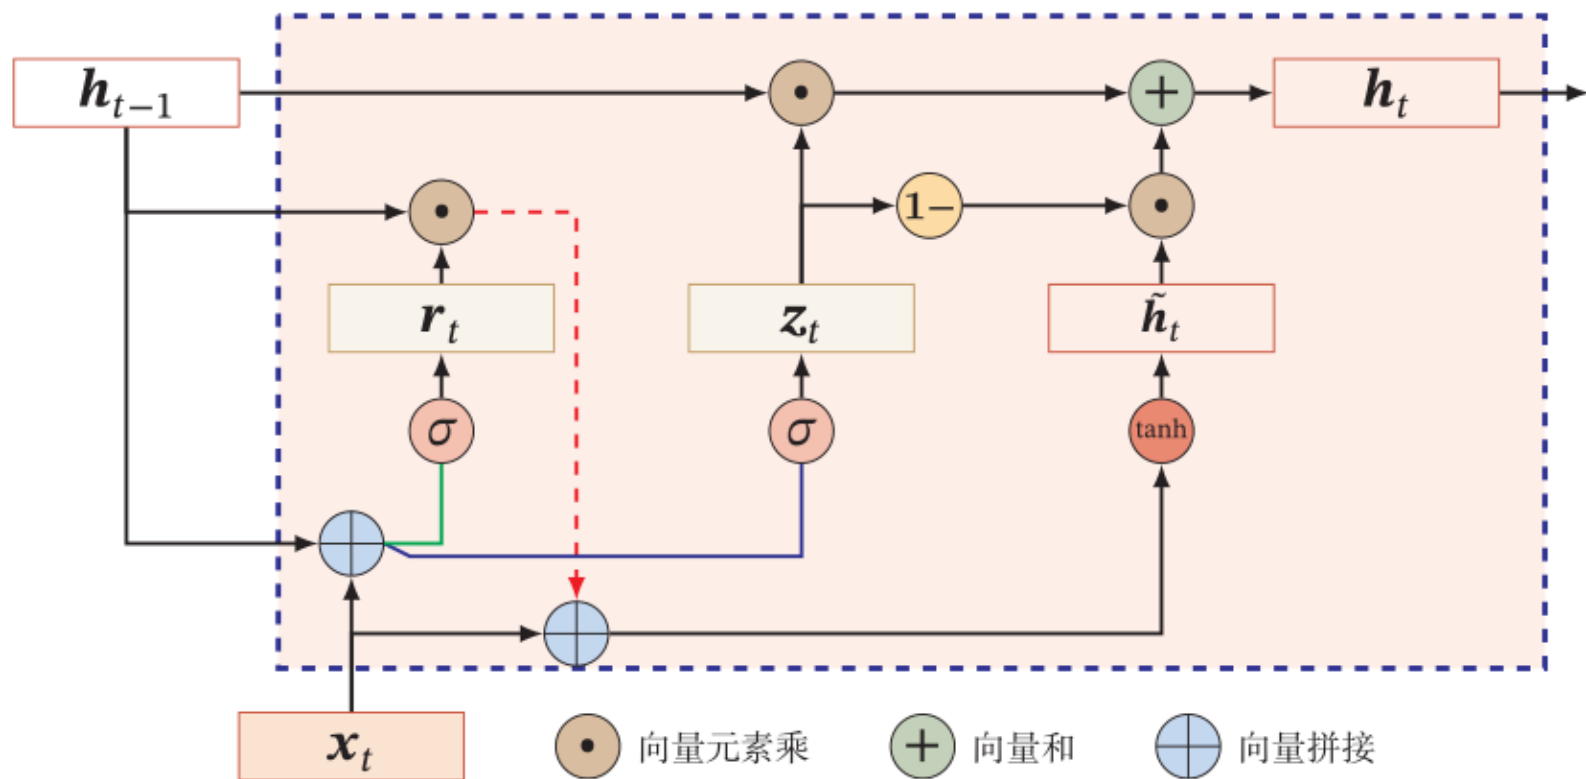 h_{t-1}
h_t
1−
r_t
z_t
h̃_t
σ
σ
tanh
x_t
向量元素乘
向量和
向量拼接